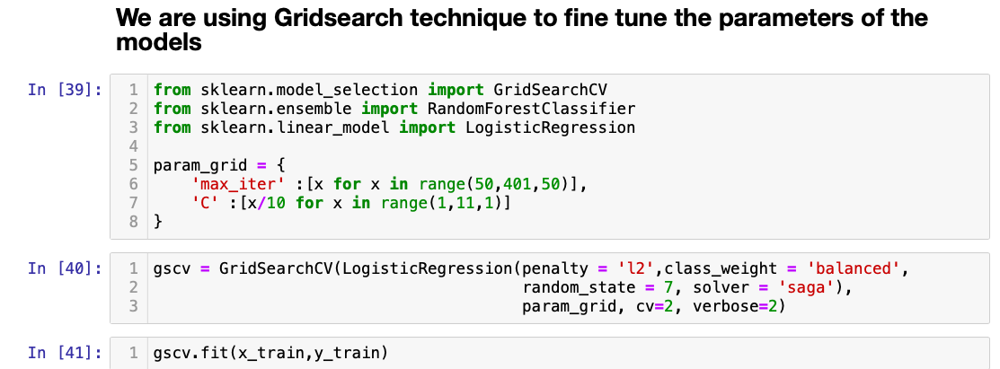 We are using Gridsearch technique to fine tune the parameters of the
models
In [39]:
1 from sklearn.model_selection import GridSearchCV
2 from sklearn.ensemble import RandomForestClassifier
3 from sklearn.linear_model import LogisticRegression
4
5 param_grid = {
6     'max_iter' :[x for x in range(50,401,50)],
7     'C' :[x/10 for x in range(1,11,1)]
8 }
In [40]:
1 gscv = GridSearchCV(LogisticRegression(penalty = 'l2',class_weight = 'balanced',
2                                        random_state = 7, solver = 'saga'),
3                                        param_grid, cv=2, verbose=2)
In [41]:
1 gscv.fit(x_train,y_train)